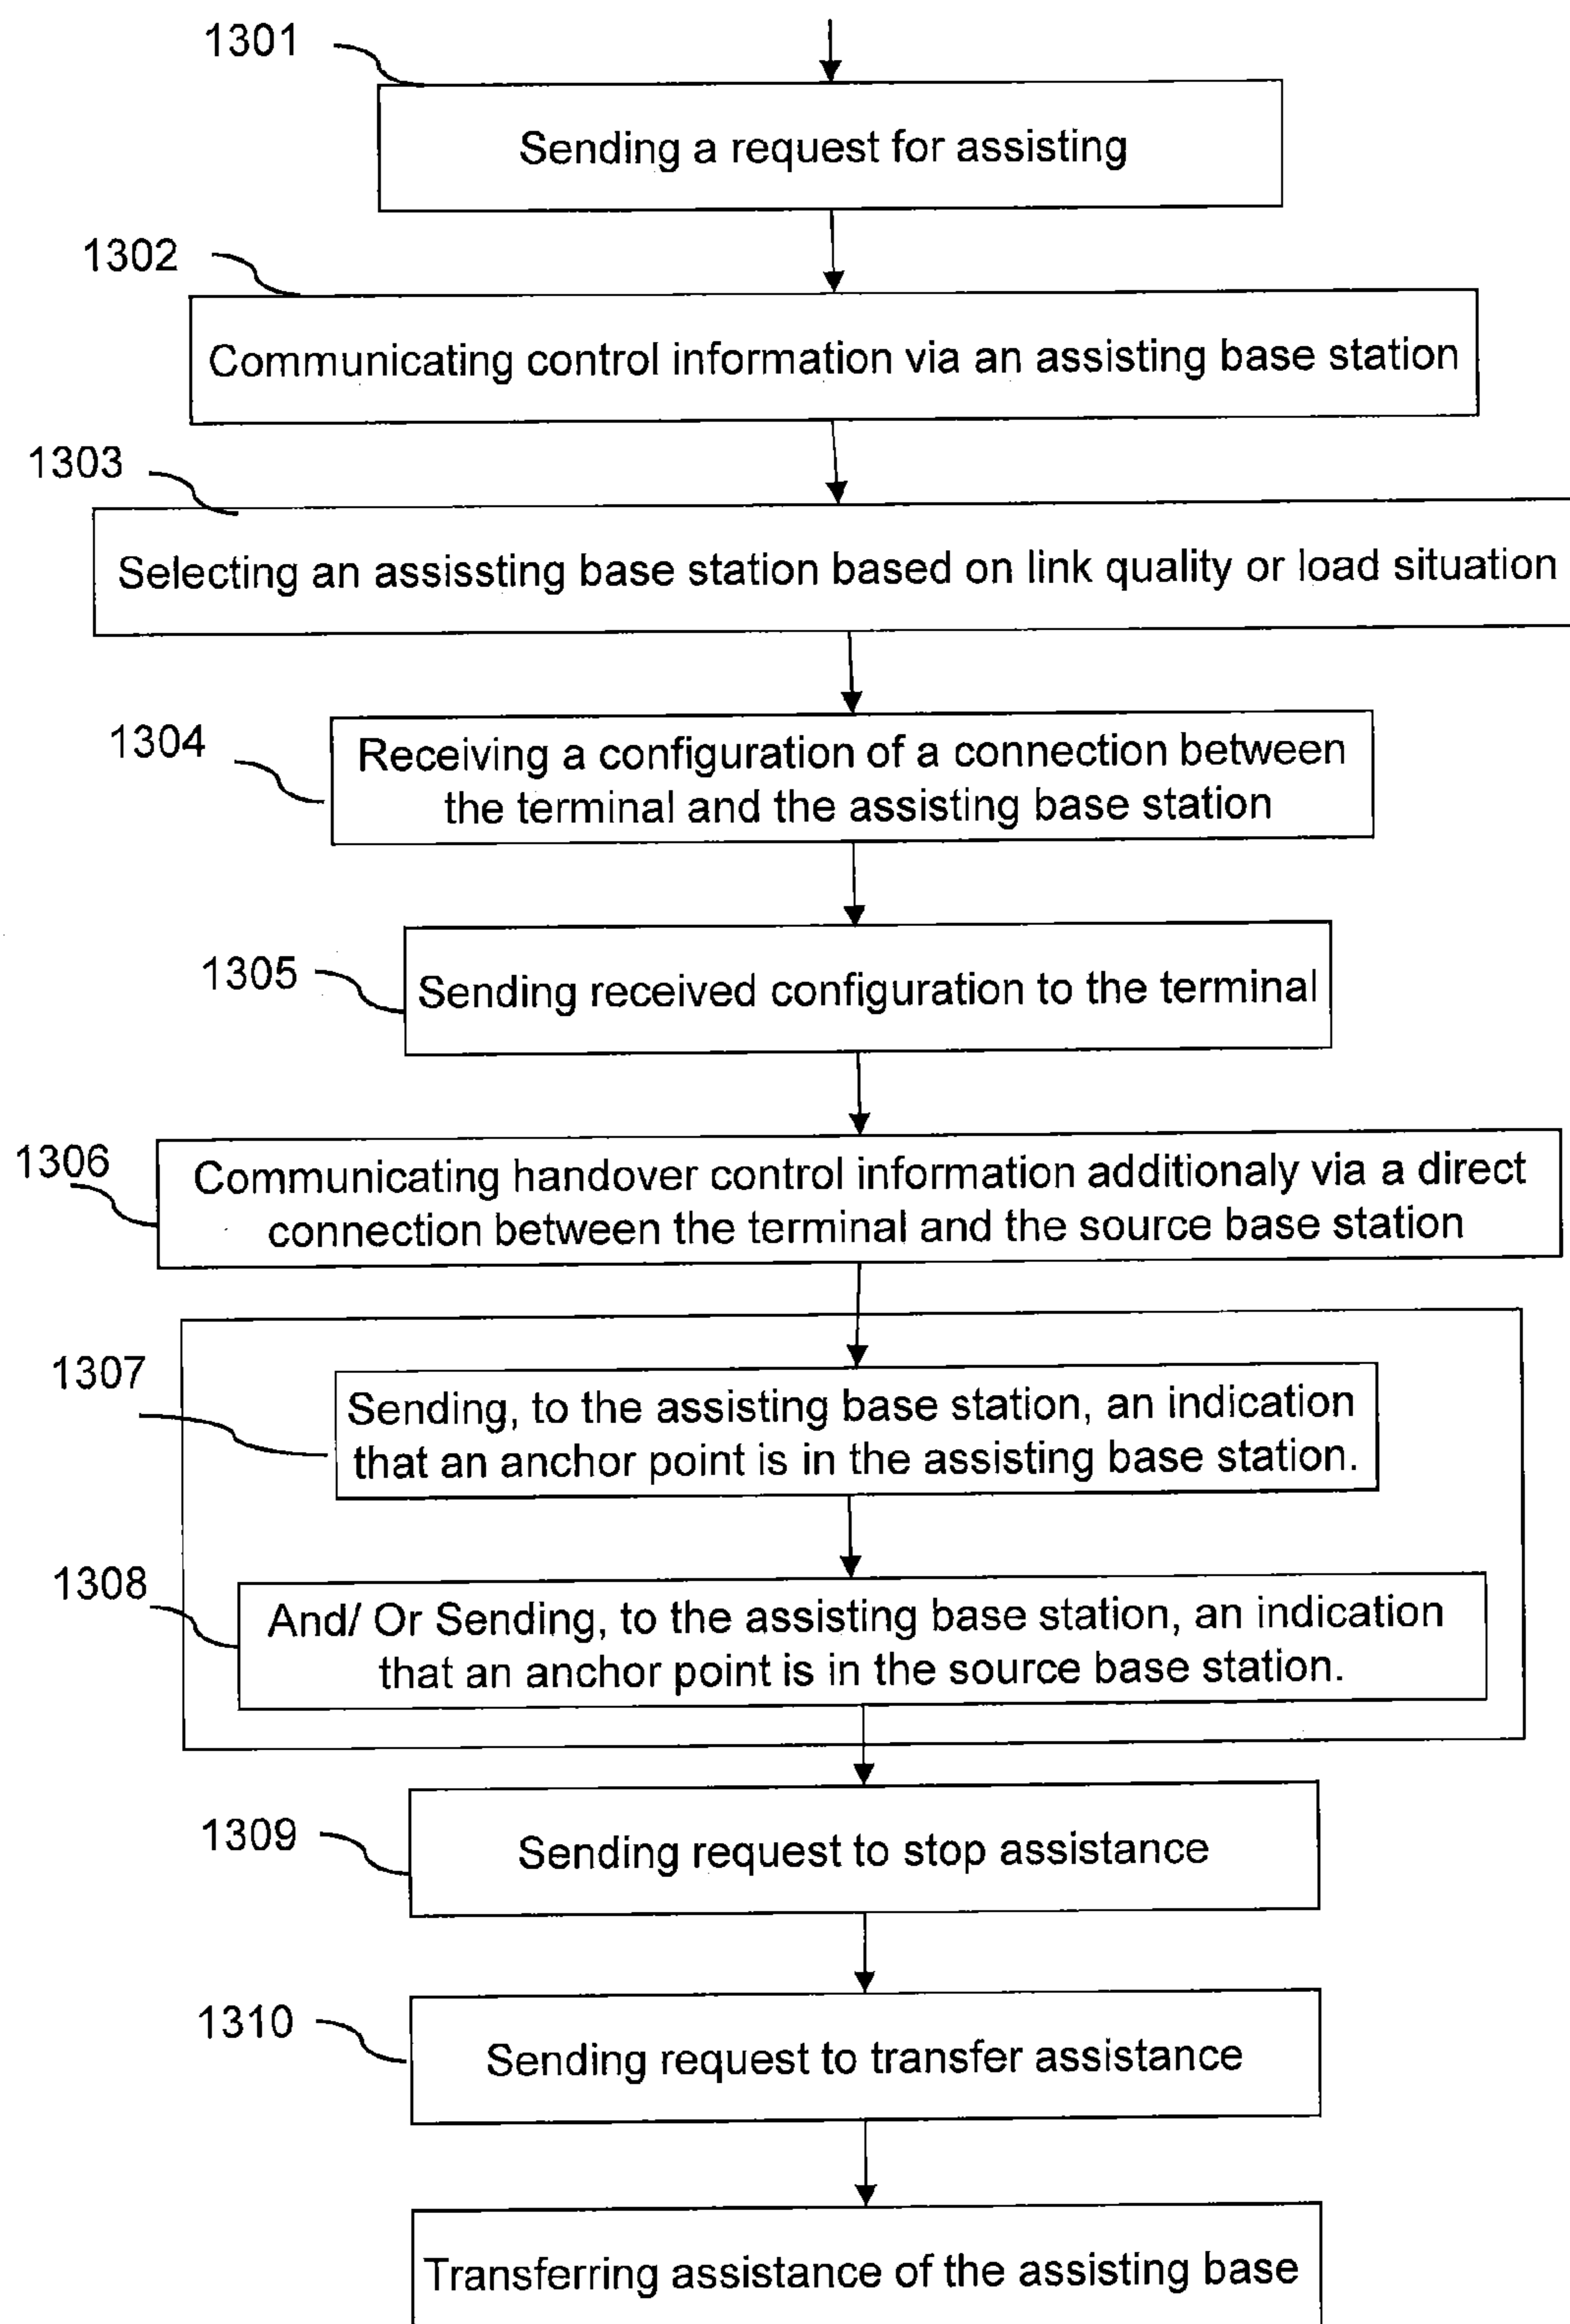 1301
Sending a request for assisting
1302
Communicating control information via an assisting base station
1303
Selecting an assissting base station based on link quality or load situation
1304
Receiving a configuration of a connection between
the terminal and the assisting base station
1305
Sending received configuration to the terminal
1306
Communicating handover control information additionaly via a direct
connection between the terminal and the source base station
1307
Sending, to the assisting base station, an indication
that an anchor point is in the assisting base station.
1308
And/ Or Sending, to the assisting base station, an indication
that an anchor point is in the source base station.
1309
Sending request to stop assistance
1310
Sending request to transfer assistance
Transferring assistance of the assisting base